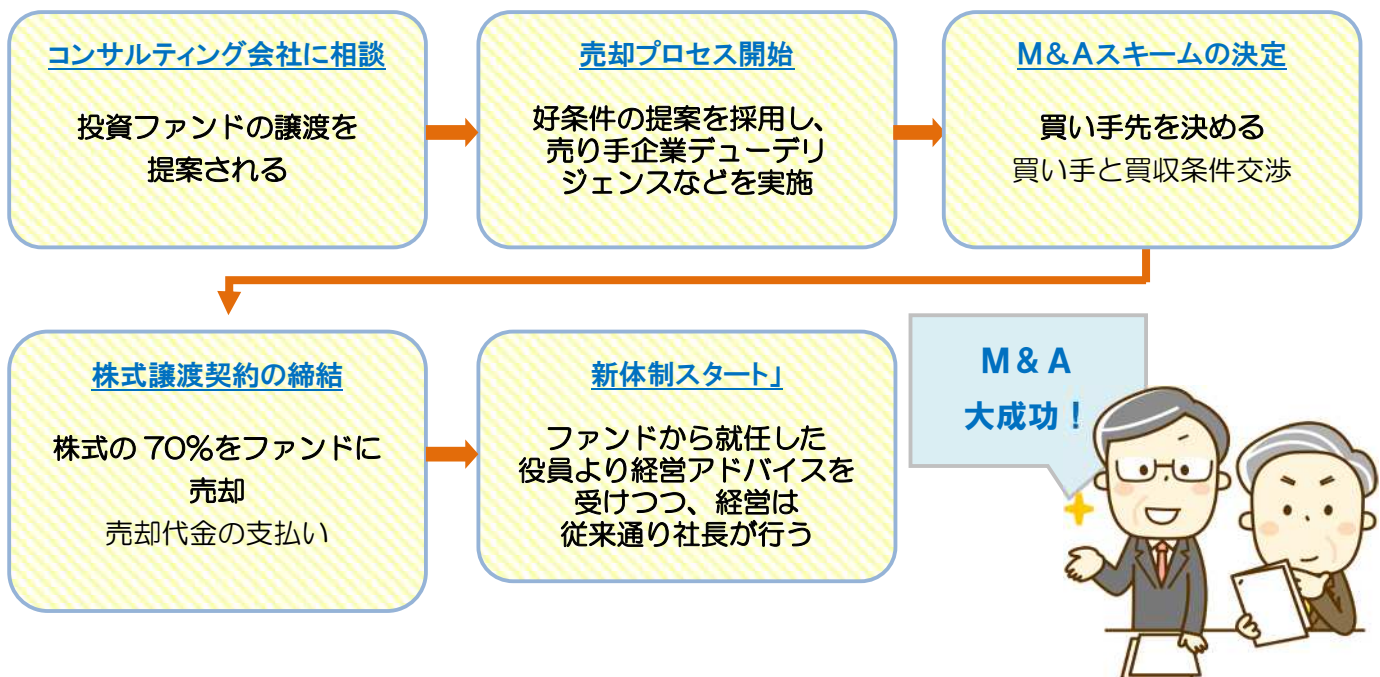 コンサルティング会社に相談
投資ファンドの譲渡を
提案される
売却プロセス開始
好条件の提案を採用し、
売り手企業デューデリ
ジェンスなどを実施
M&Aスキームの決定
買い手先を決める
買い手と買収条件交渉
株式譲渡契約の締結
株式の70%をファンドに
売却
売却代金の支払い
新体制スタート」
ファンドから就任した
役員より経営アドバイスを
受けつつ、経営は
従来通り社長が行う
M&A
大成功！